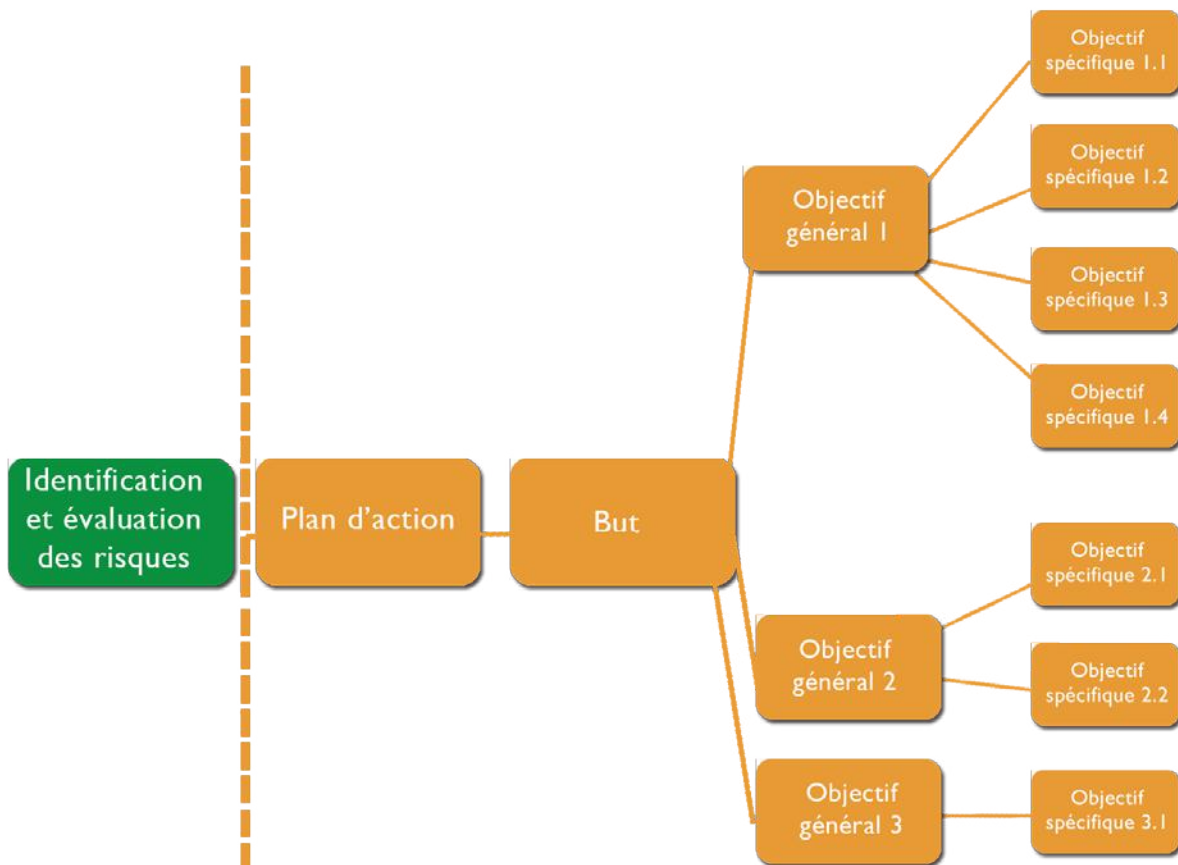 Objectif
spécifique 1.1
Objectif
spécifique 1.2
Objectif
général 1
Objectif
spécifique 1.3
Objectif
spécifique 1.4
Identification
et évaluation
des risques
Plan d'action
But
Objectif
spécifique 2.1
Objectif
général 2
Objectif
spécifique 2.2
Objectif
général 3
Objectif
spécifique 3.1